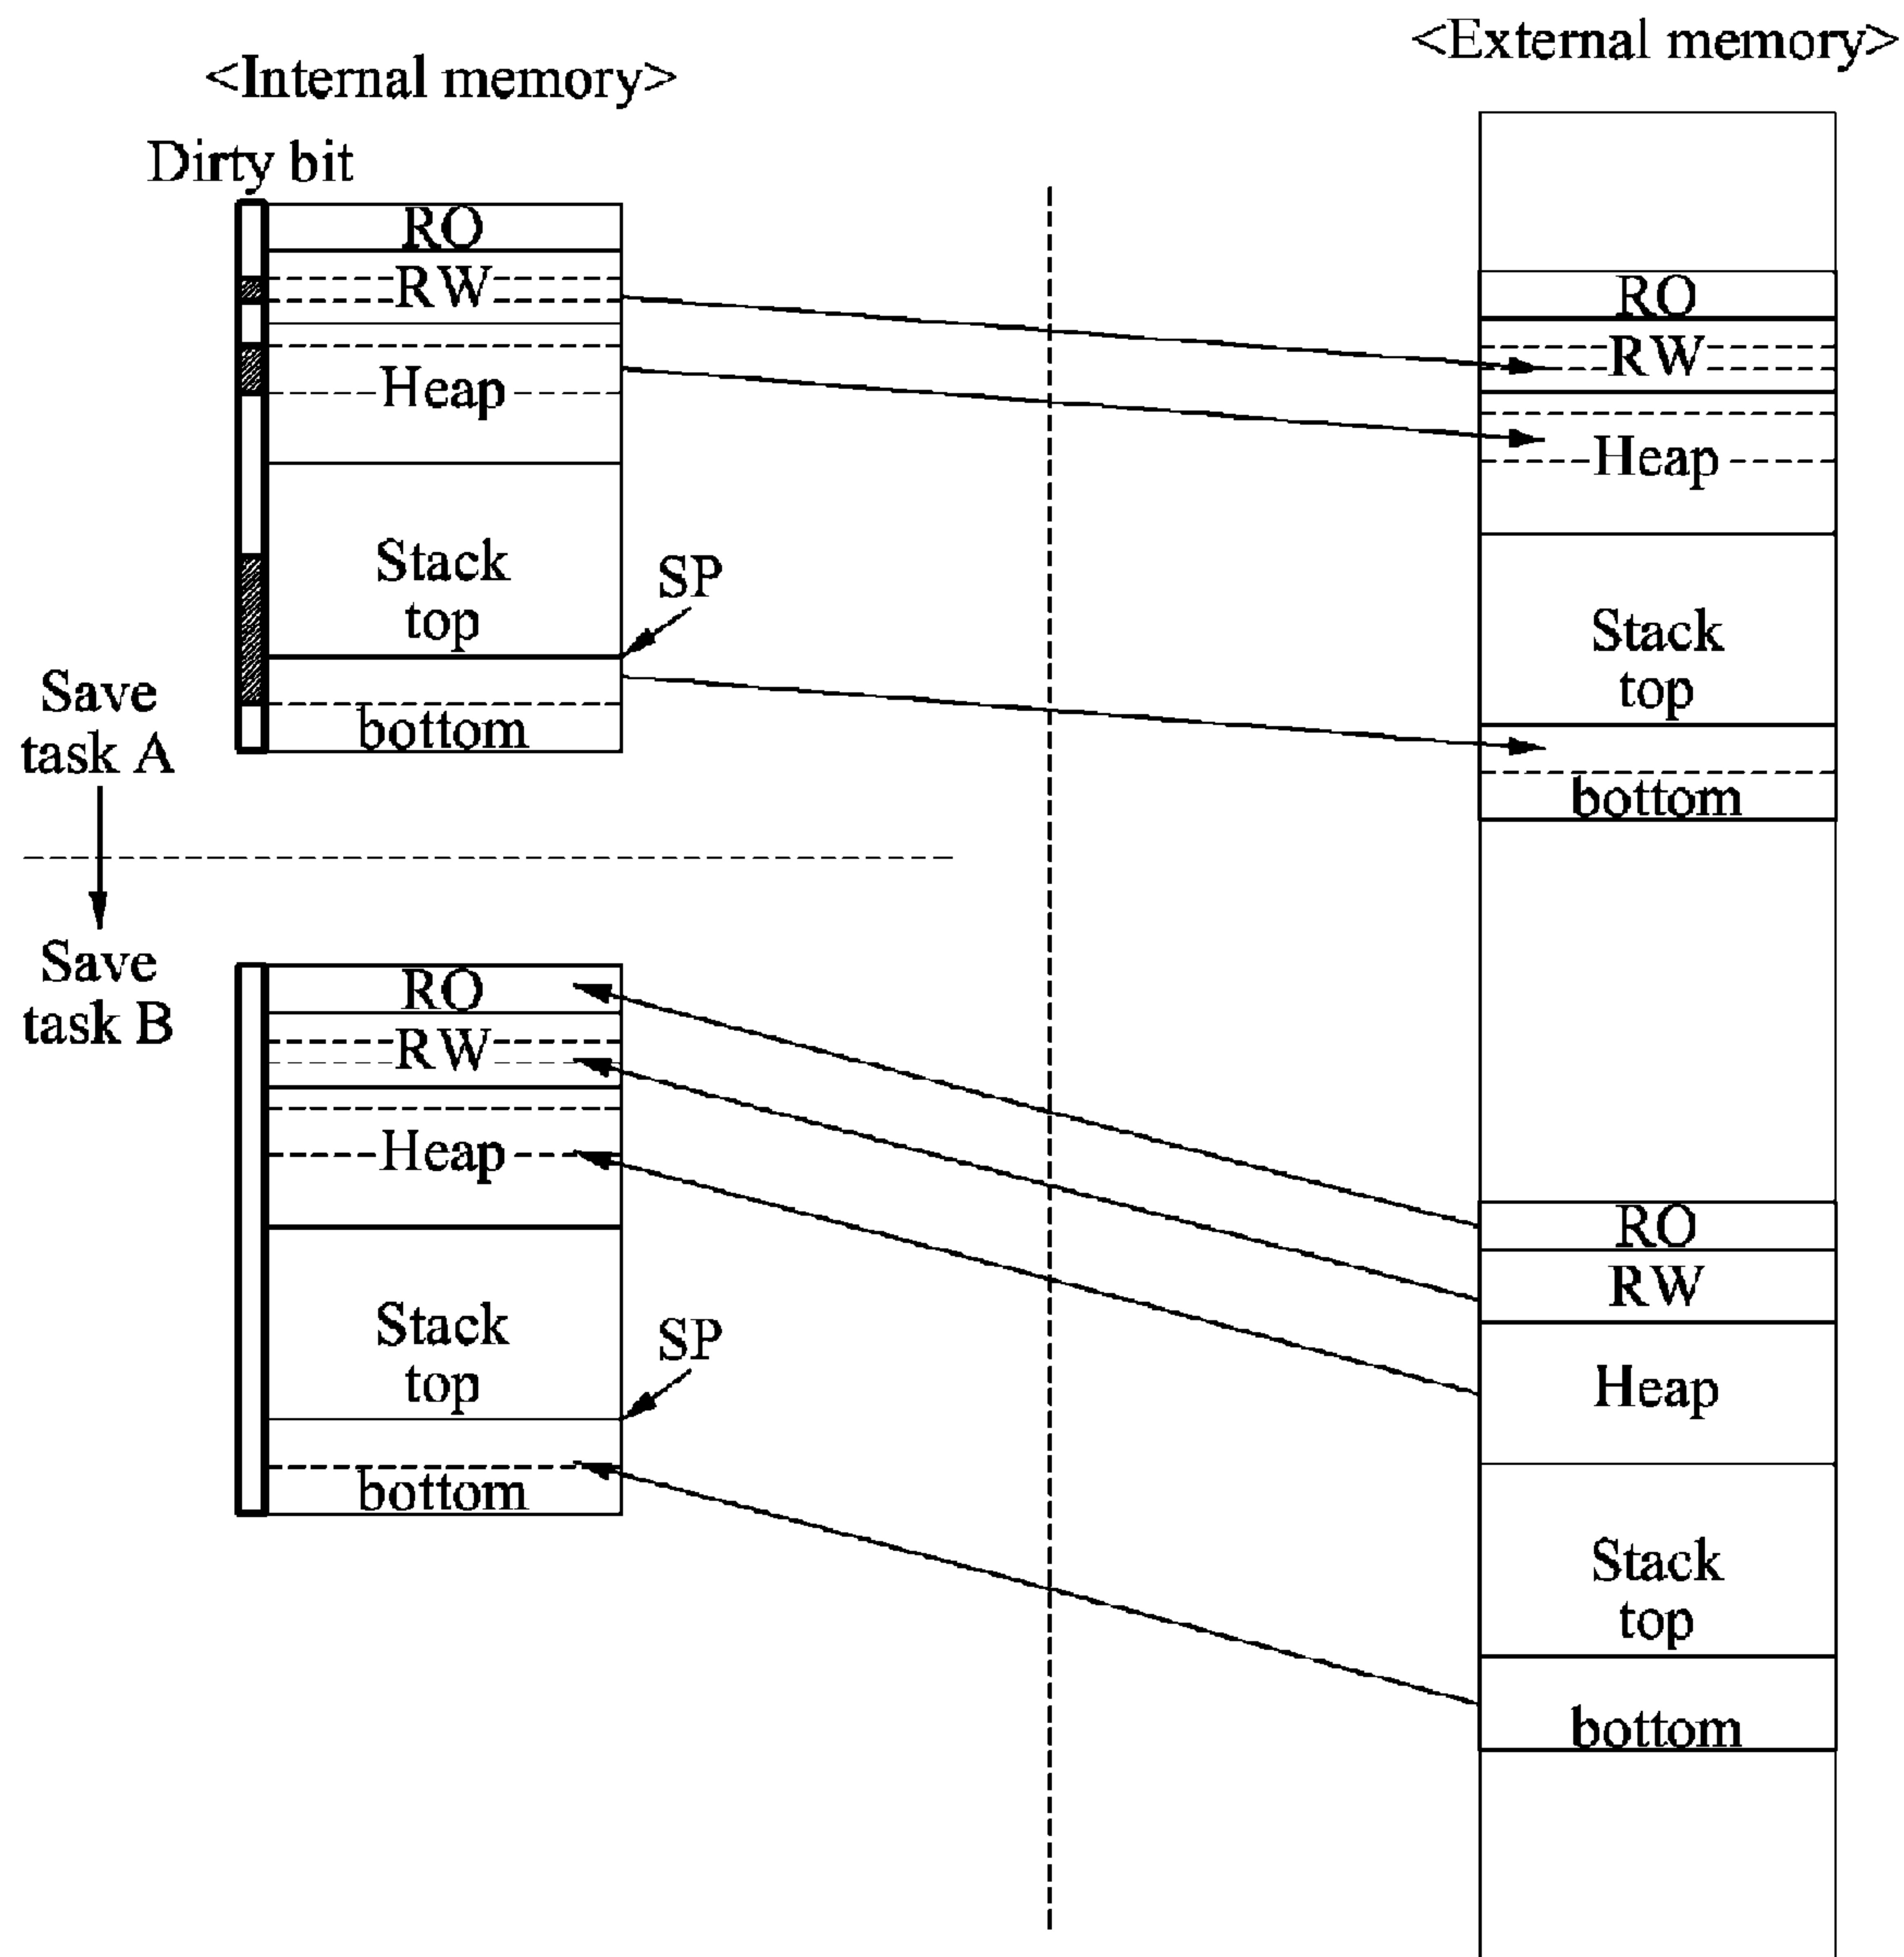 <External memory>
<Internal memory>
Dirty bit
RO
RW
Heap
Stack
top
SP
bottom
Save
task A
RO
RW
Heap
Stack
top
bottom
Save
task B
RO
RW
Heap
Stack
top
SP
bottom
RO
RW
Heap
Stack
top
bottom